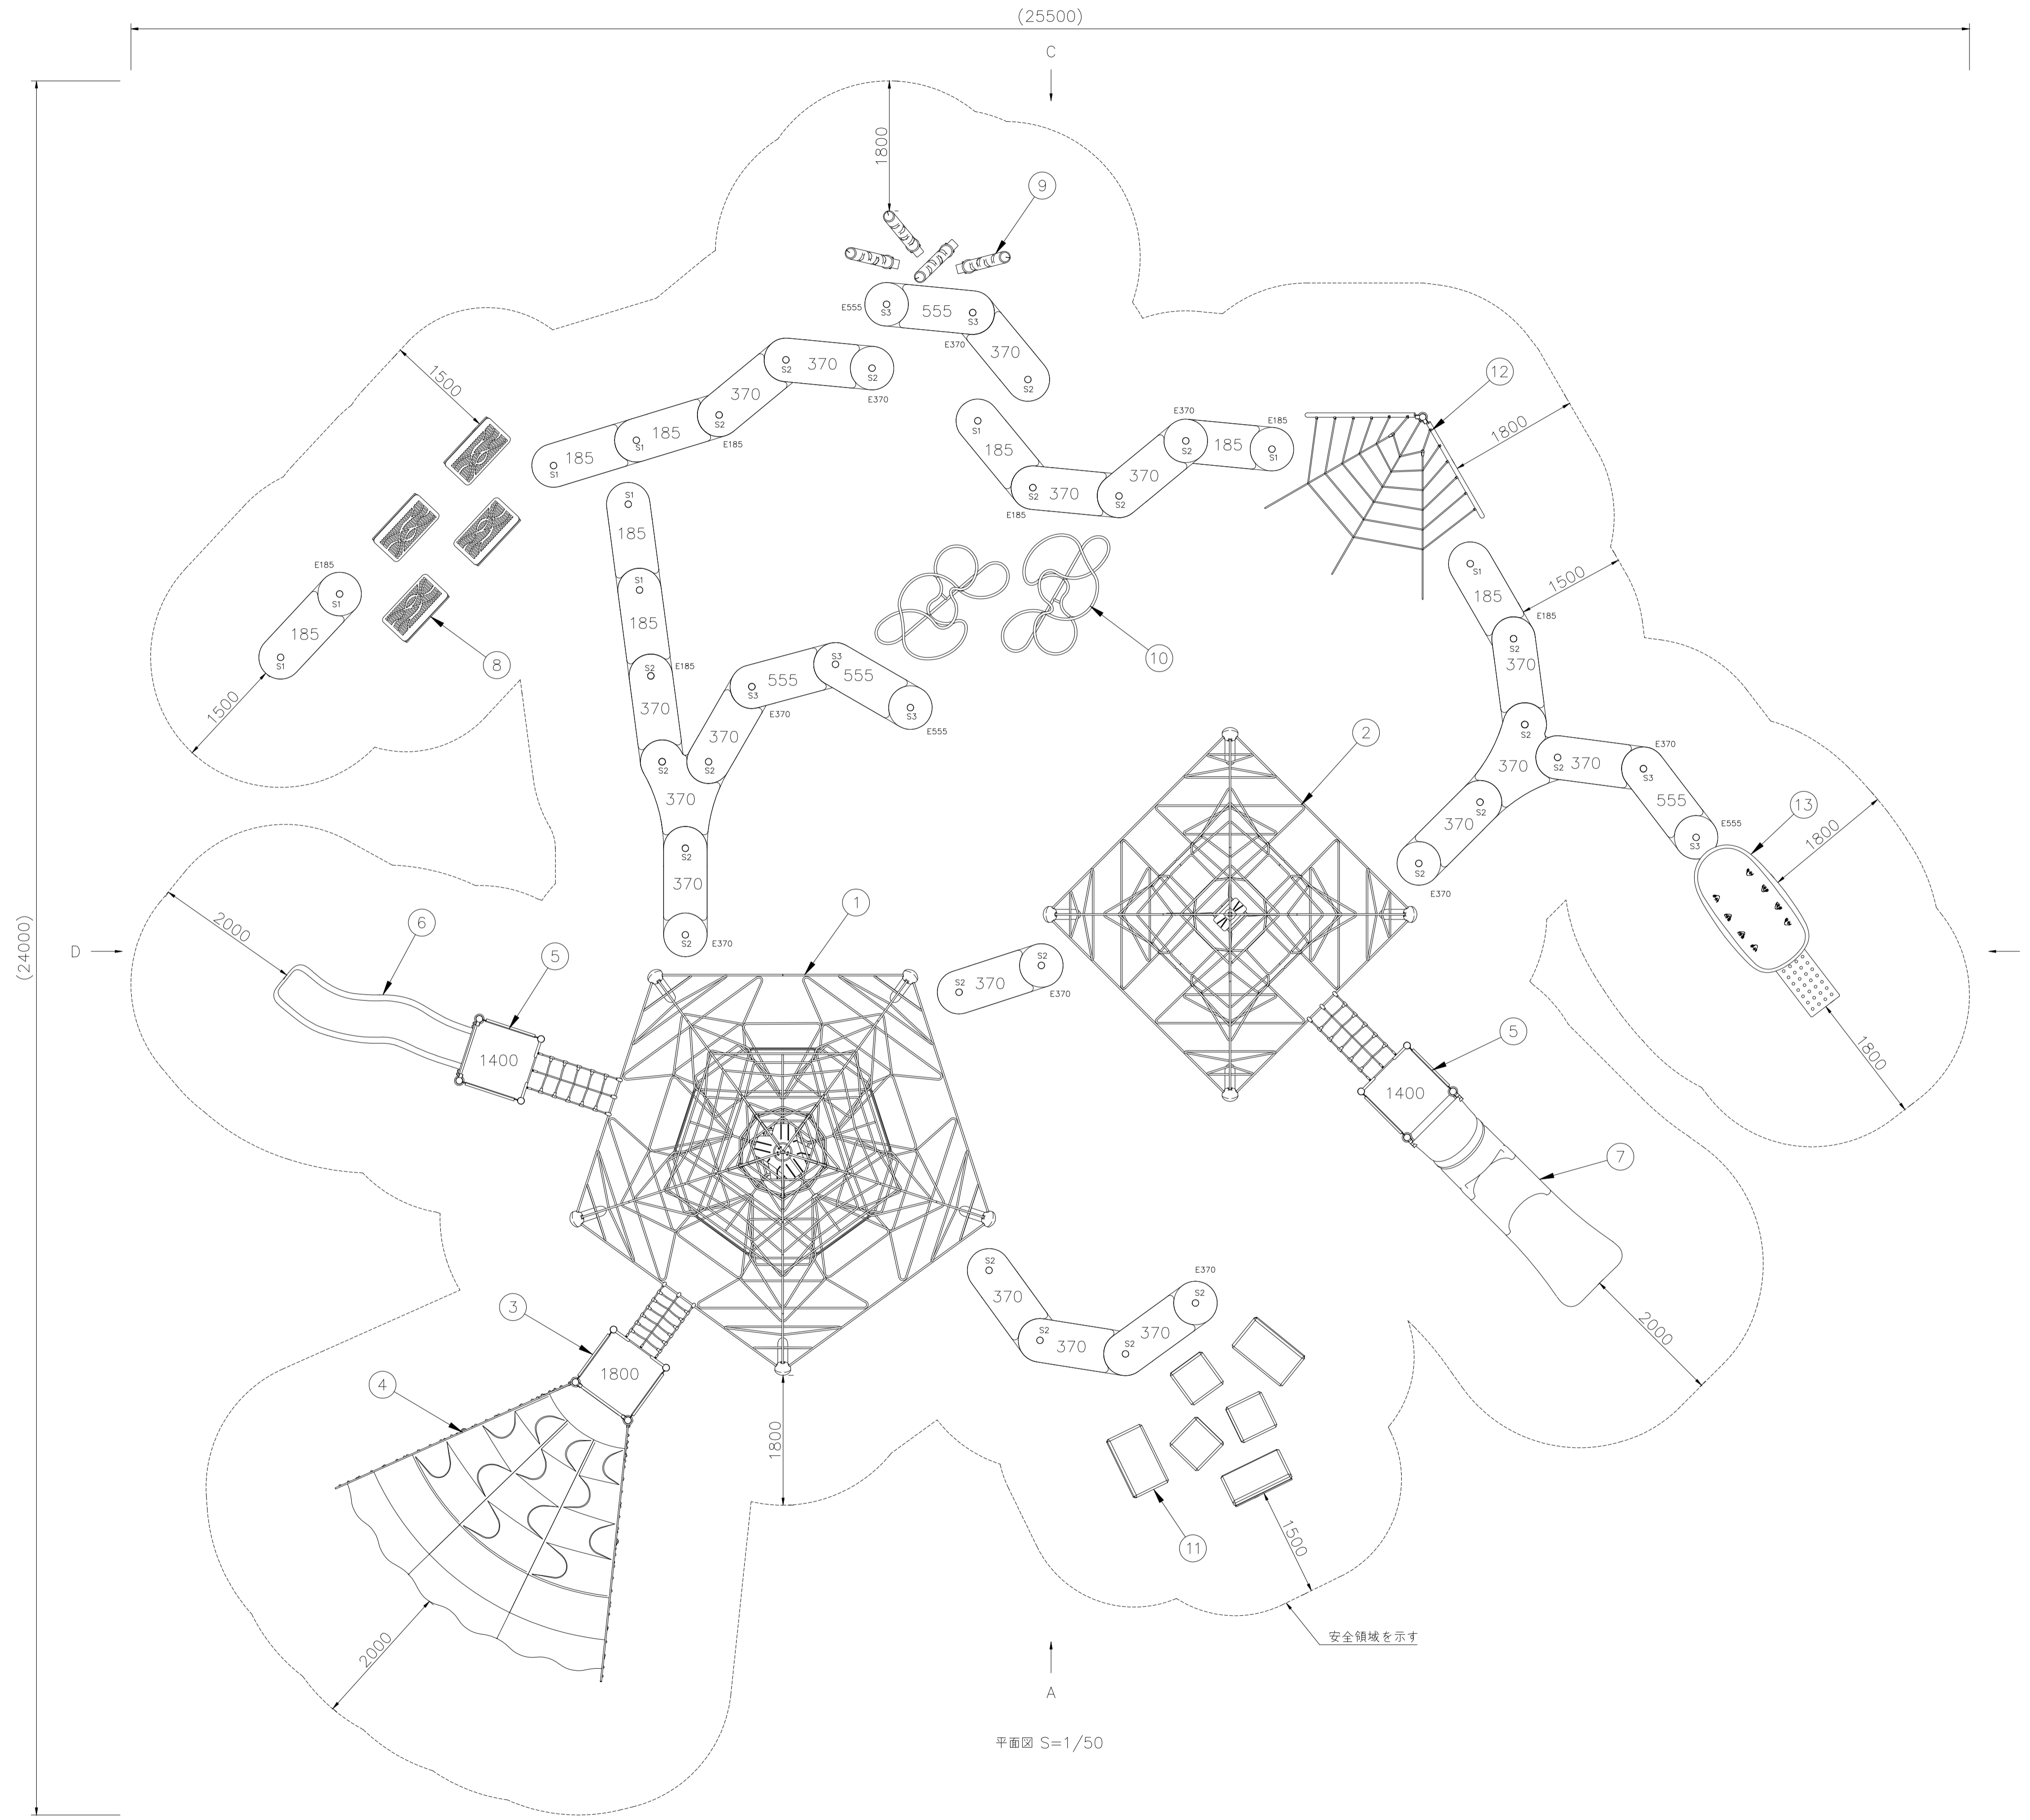 (25500)
C
1800
9
E555
S3
555
S3
E370
370
S2
370
S2
370
S2
S2
E370
1500
185
S1
185
S1
E185
12
1800
S1
185
S2
E185
370
S2
370
E370
S2
185
E185
S1
S1
185
S1
185
S2
E185
370
S2
E185
S1
185
S1
1500
8
10
S1
185
E185
S2
370
1500
S3
555
S3
E370
555
S3
E555
370
S2
370
S2
370
S2
E370
2
S2
370
S2
370
E370
S3
555
S3
E555
370
S2
S2
E370
13
1800
1800
(24000)
D
2000
6
5
1400
1
S2
370
S2
E370
5
1400
7
2000
S2
370
S2
370
370
S2
E370
S2
3
1800
4
1800
2000
11
1500
安全領域を示す
A
平面図 S=1/50